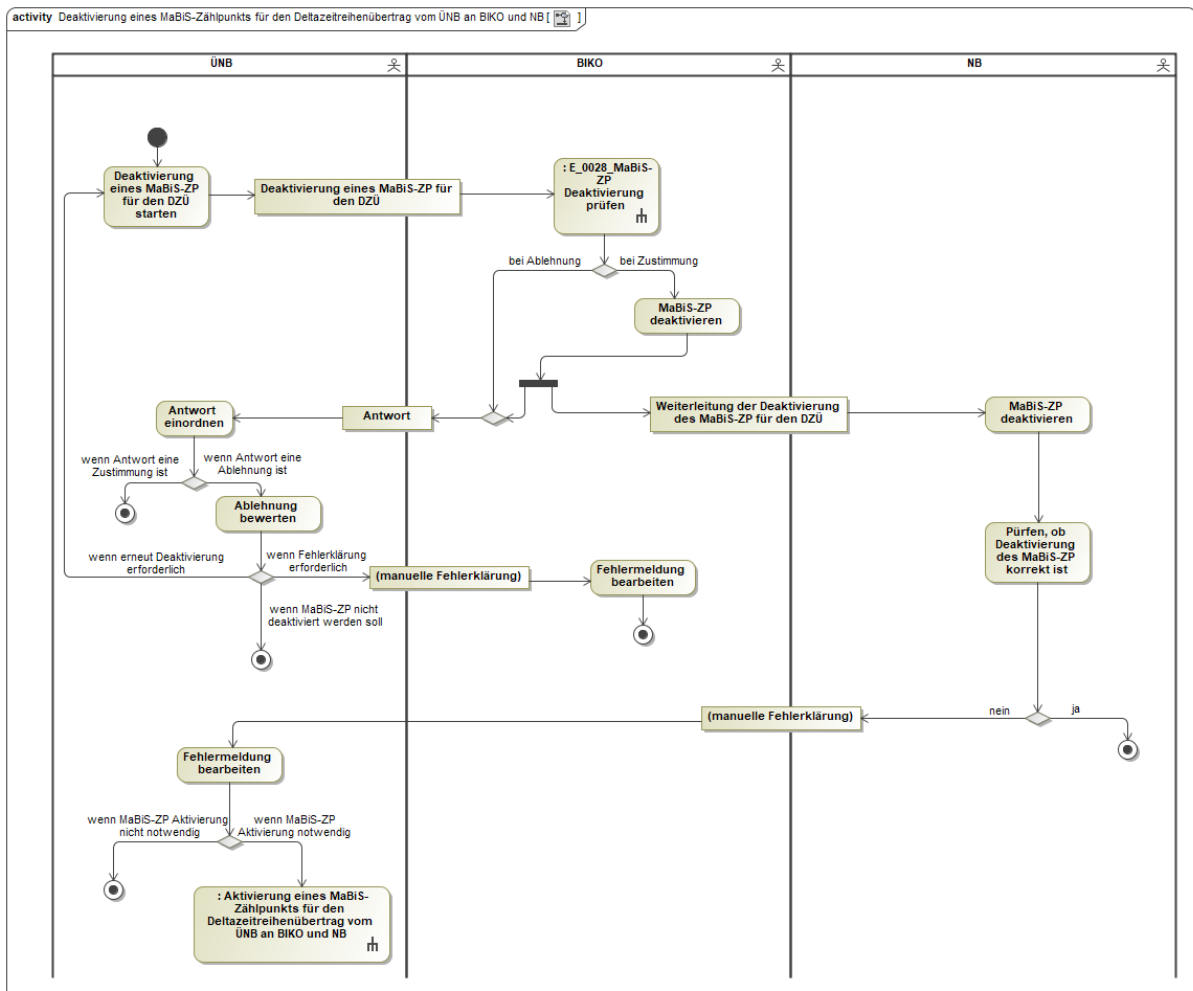 activity Deaktivierung eines MaBiS-Zählpunkts für den Deltazeitreihenübertrag vom ÜNB an BIKO und NB [ ]
ÜNB
BIKO
NB
Deaktivierung
eines MaBiS-ZP
für den DZÜ
starten
Deaktivierung eines MaBiS-ZP für
den DZÜ
: E_0028_MaBiS-
ZP
Deaktivierung
prüfen
bei Ablehnung
bei Zustimmung
MaBiS-ZP
deaktivieren
Antwort
einordnen
Antwort
Weiterleitung der Deaktivierung
des MaBiS-ZP für den DZÜ
MaBiS-ZP
deaktivieren
wenn Antwort eine
Zustimmung ist
wenn Antwort eine
Ablehnung ist
Ablehnung
bewerten
Pürfen, ob
Deaktivierung
des MaBiS-ZP
korrekt ist
wenn erneut Deaktivierung
erforderlich
wenn Fehlerklärung
erforderlich
(manuelle Fehlerklärung)
Fehlermeldung
bearbeiten
wenn MaBiS-ZP nicht
deaktiviert werden soll
(manuelle Fehlerklärung)
nein
ja
Fehlermeldung
bearbeiten
wenn MaBiS-ZP Aktivierung
nicht notwendig
wenn MaBiS-ZP
Aktivierung notwendig
: Aktivierung eines MaBiS-
Zählpunkts für den
Deltazeitreihenübertrag vom
ÜNB an BIKO und NB